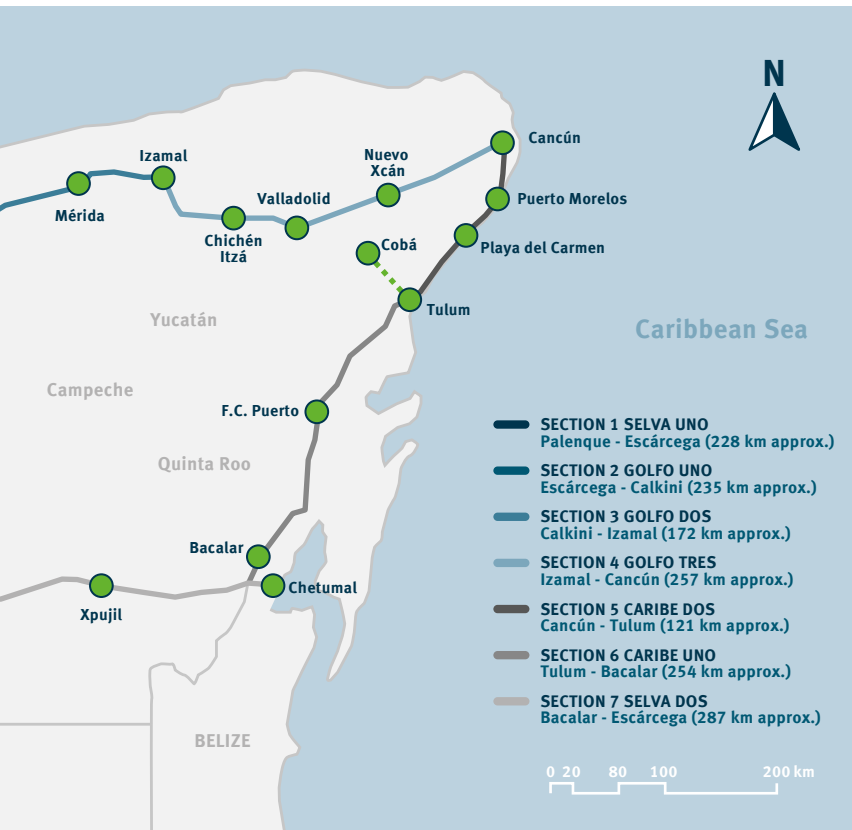 N
Cancún
Izamal
Nuevo
Xcán
Valladolid
Puerto Morelos
Mérida
Chichén
Itzá
Cobá
Playa del Carmen
Tulum
Yucatán
Caribbean Sea
Campeche
F.C. Puerto
Quinta Roo
Bacalar
Chetumal
Xpujil
BELIZE
SECTION 1 SELVA UNO
Palenque - Escárcega (228 km approx.)
SECTION 2 GOLFO UNO
Escárcega - Calkini (235 km approx.)
SECTION 3 GOLFO DOS
Calkini - Izamal (172 km approx.)
SECTION 4 GOLFO TRES
Izamal - Cancún (257 km approx.)
SECTION 5 CARIBE DOS
Cancún - Tulum (121 km approx.)
SECTION 6 CARIBE UNO
Tulum - Bacalar (254 km approx.)
SECTION 7 SELVA DOS
Bacalar - Escárcega (287 km approx.)
0 20 80 100 200 km